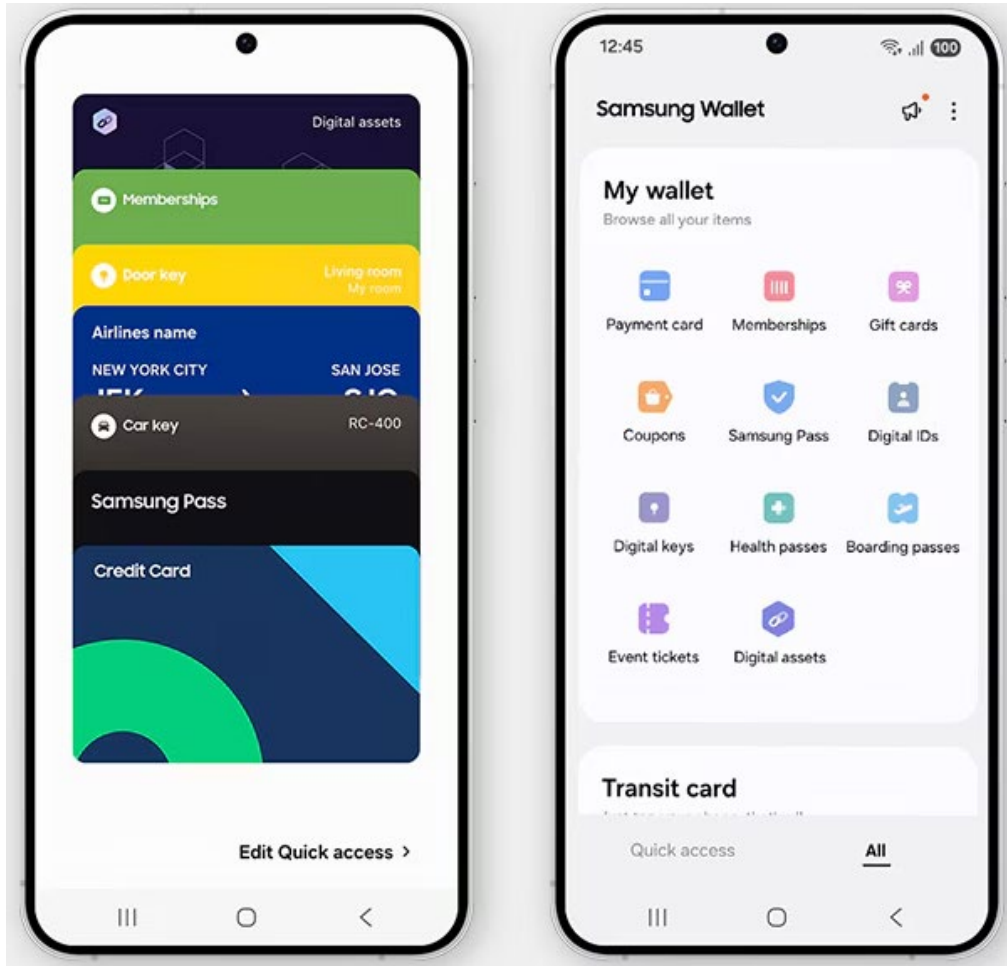 Digital assets
Memberships
Door key
Living room
My room
Airlines name
NEW YORK CITY
SAN JOSE
Car key
RC-400
Samsung Pass
Credit Card
Edit Quick access >
12:45
100
Samsung Wallet
My wallet
Browse all your items
Payment card
Memberships
Gift cards
Coupons
Samsung Pass
Digital IDs
Digital keys
Health passes
Boarding passes
Event tickets
Digital assets
Transit card
Quick access
All